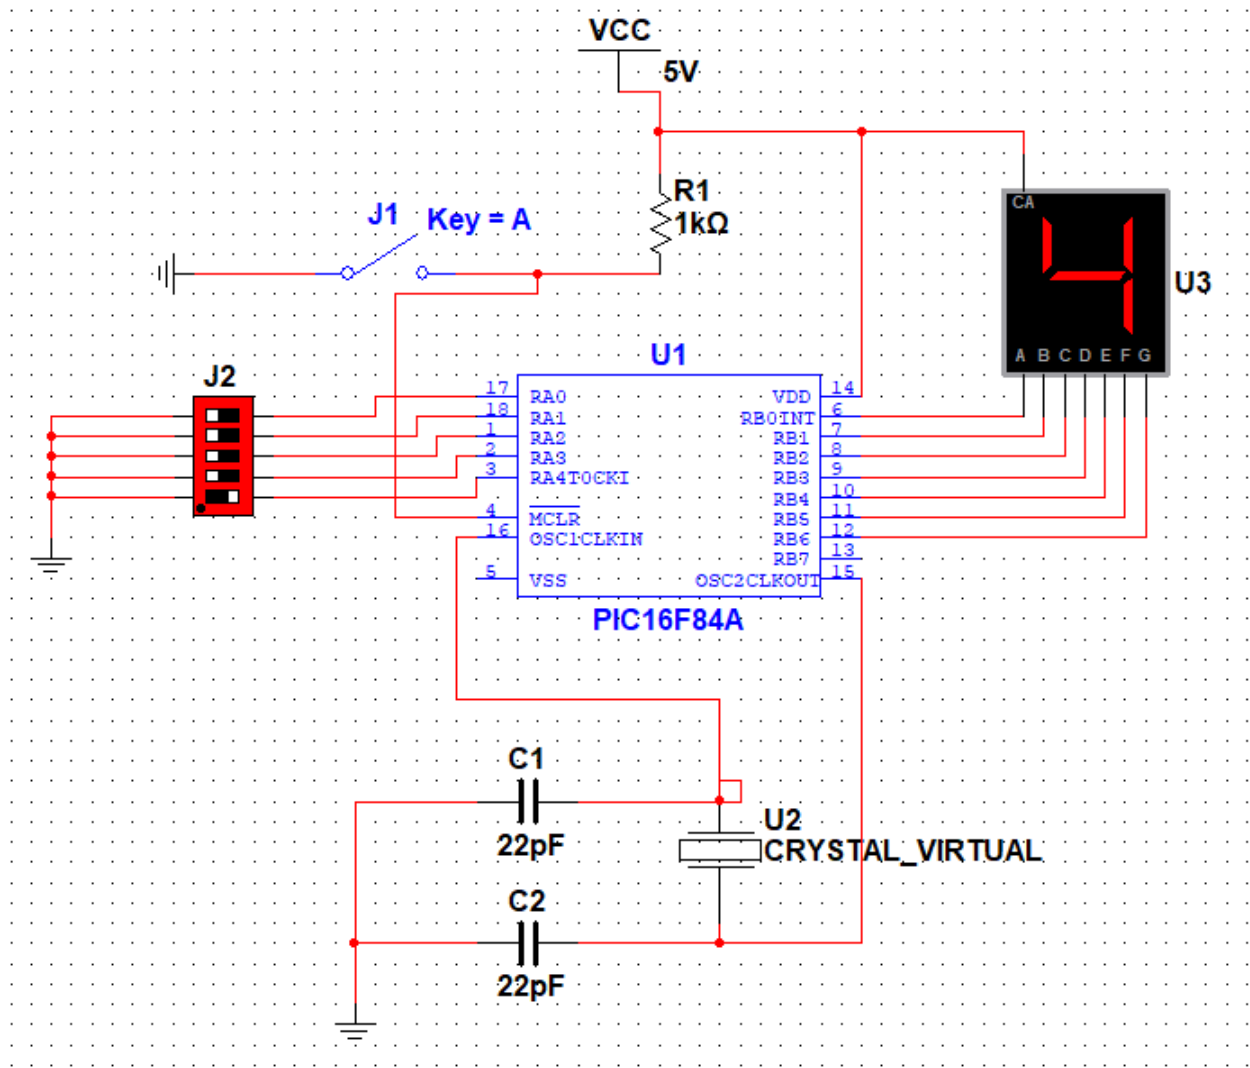 VCC
5V
R1
1kΩ
J1
Key = A
CA
4
U3
A B C D E F G
U1
J2
17 RA0
18 RA1
1 RA2
2 RA3
3 RA4T0CKI
4 MCLR
16 OSC1CLKIN
5 VSS
VDD 14
RB0INT 6
RB1 7
RB2 8
RB3 9
RB4 10
RB5 11
RB6 12
RB7 13
OSC2CLKOUT 15
PIC16F84A
C1
22pF
U2
CRYSTAL_VIRTUAL
C2
22pF